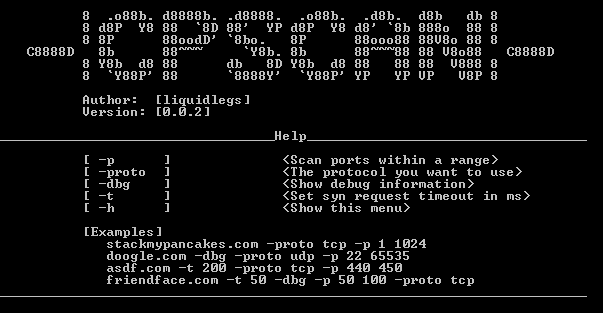 8  .o88b. d8888b. .d8888.  .o88b.  .d8b.  d8b   db 8
8 d8P  Y8 88  `8D 88'  YP d8P  Y8 d8' `8b 888o  88 8
8 8P      88oodD' `8bo.   8P      88ooo88 88V8o 88 8
C8888D    8b      88~~~     `Y8b. 8b      88~~~88 88 V8o88    C8888D
8 Y8b  d8 88      db   8D Y8b  d8 88   88 88  V888 8
8  `Y88P' 88      `8888Y'  `Y88P' YP   YP VP   V8P 8
Author:  [liquidlegs]
Version: [0.0.2]
Help
[ -p      ]              <Scan ports within a range>
[ -proto  ]              <The protocol you want to use>
[ -dbg    ]              <Show debug information>
[ -t      ]              <Set syn request timeout in ms>
[ -h      ]              <Show this menu>
[Examples]
stackmypancakes.com -proto tcp -p 1 1024
doogle.com -dbg -proto udp -p 22 65535
asdf.com -t 200 -proto tcp -p 440 450
friendface.com -t 50 -dbg -p 50 100 -proto tcp